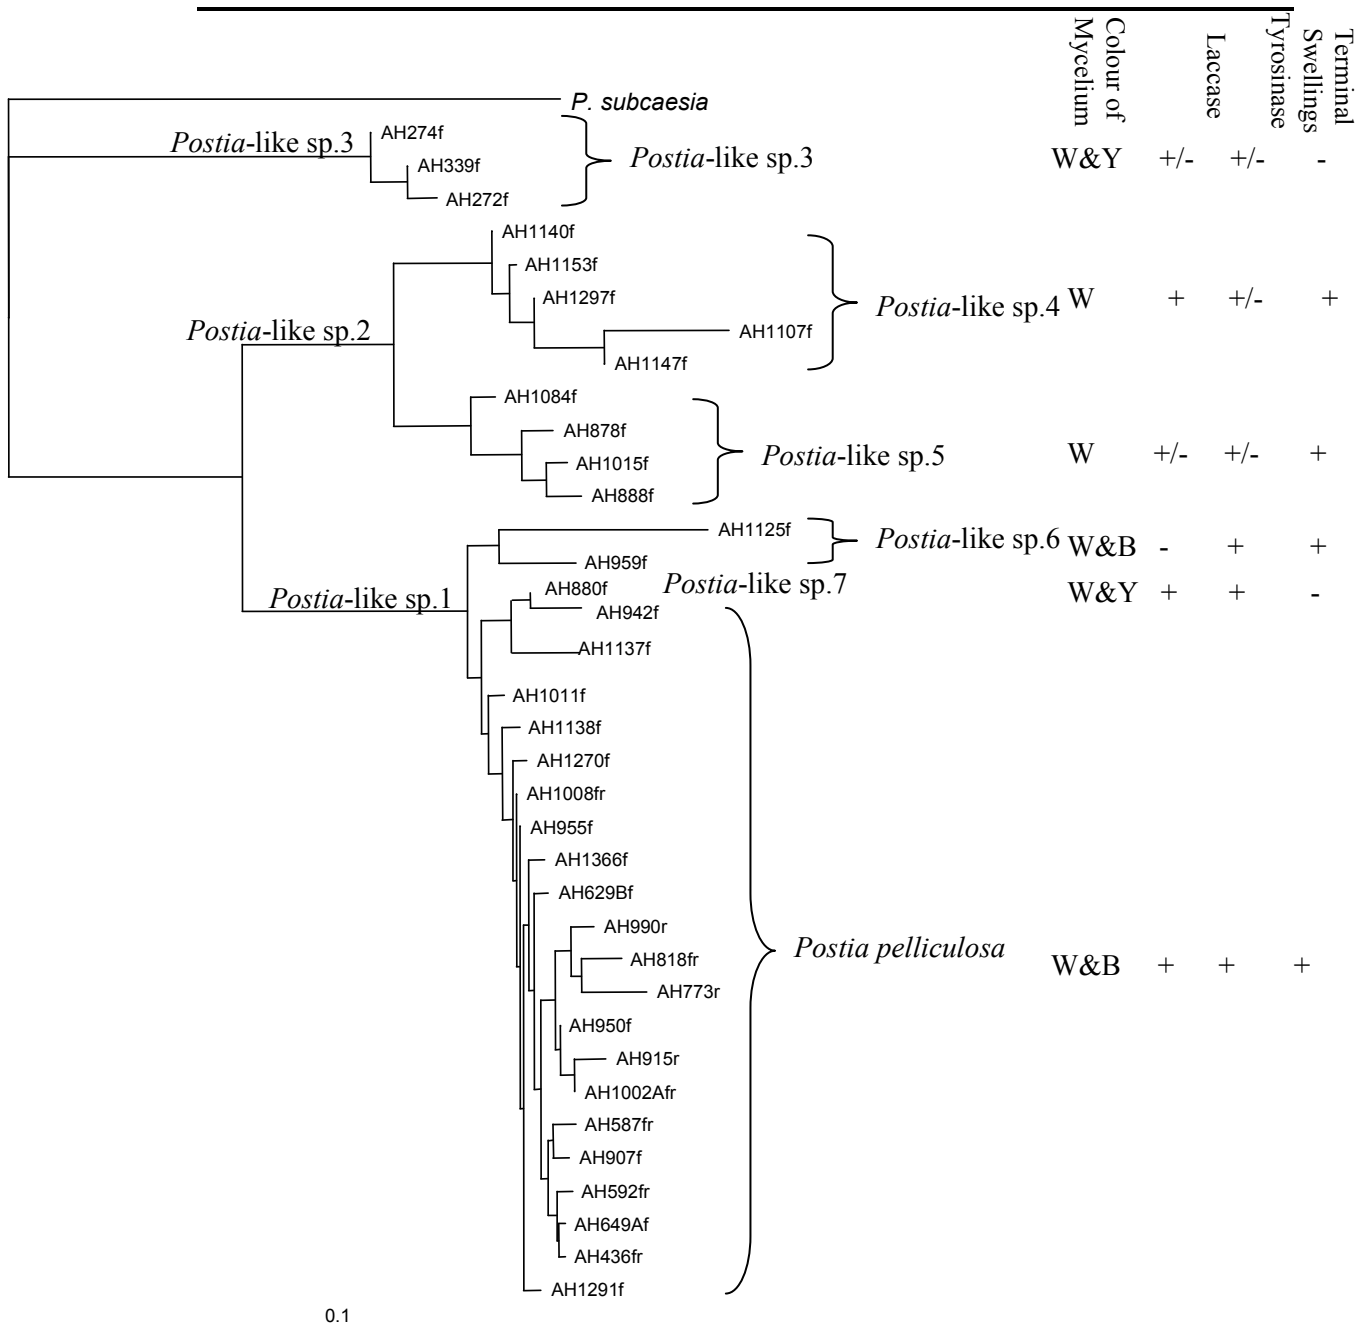 Colour of
Mycelium
Laccase
Tyrosinase
Terminal
Swellings
P. subcaesia
Postia-like sp.3
AH274f
AH339f
AH272f
Postia-like sp.3 W&Y +/- +/- -
AH1140f
AH1153f
AH1297f
AH1107f
AH1147f
Postia-like sp.4 W + +/- +
Postia-like sp.2
AH1084f
AH878f
AH1015f
AH888f
Postia-like sp.5 W +/- +/- +
AH1125f
AH959f
Postia-like sp.6 W&B - + +
AH880f
Postia-like sp.7 W&Y + + -
Postia-like sp.1
AH942f
AH1137f
AH1011f
AH1138f
AH1270f
AH1008fr
AH955f
AH1366f
AH629Bf
AH990r
AH818fr
AH773r
Postia pelliculosa W&B + + +
AH950f
AH915r
AH1002Afr
AH587fr
AH907f
AH592fr
AH649Af
AH436fr
AH1291f
0.1